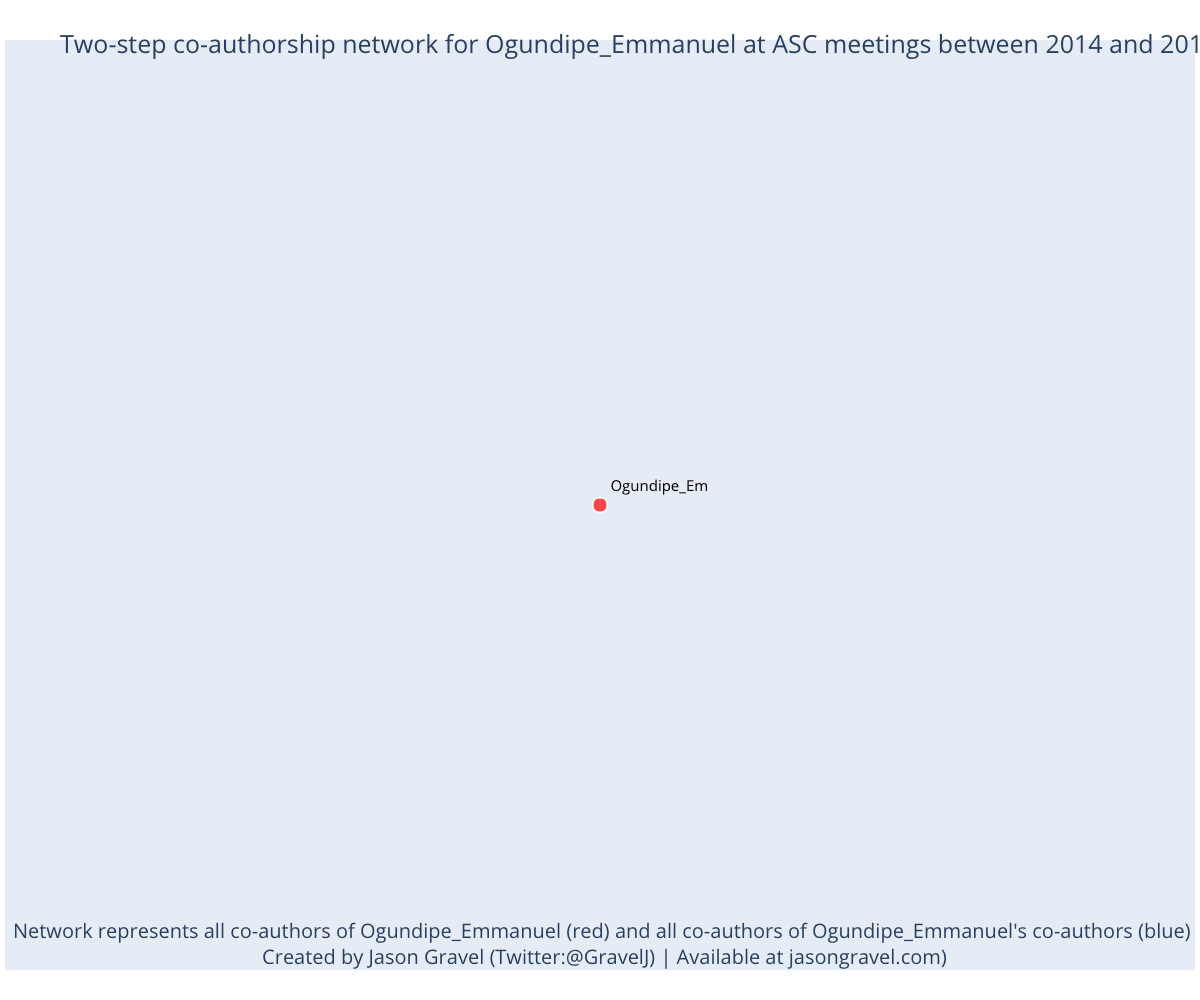 Two-step co-authorship network for Ogundipe_Emmanuel at ASC meetings between 2014 and 201
Ogundipe_Em
Network represents all co-authors of Ogundipe_Emmanuel (red) and all co-authors of Ogundipe_Emmanuel's co-authors (blue)
Created by Jason Gravel (Twitter:@GravelJ) | Available at jasongravel.com)